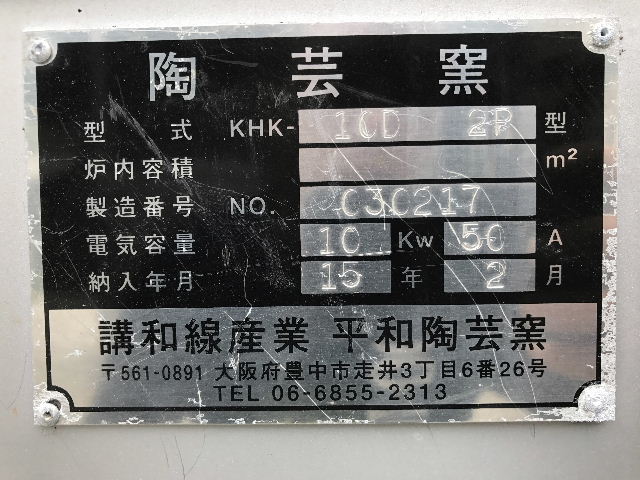 陶芸窯
型式 KHK- 10D 2P 型
炉内容積 m²
製造番号 NO. 030217
電気容量 10 Kw 50 A
納入年月 15 年 2 月
講和線産業 平和陶芸窯
〒561-0891 大阪府豊中市走井3丁目6番26号
TEL 06-6855-2313